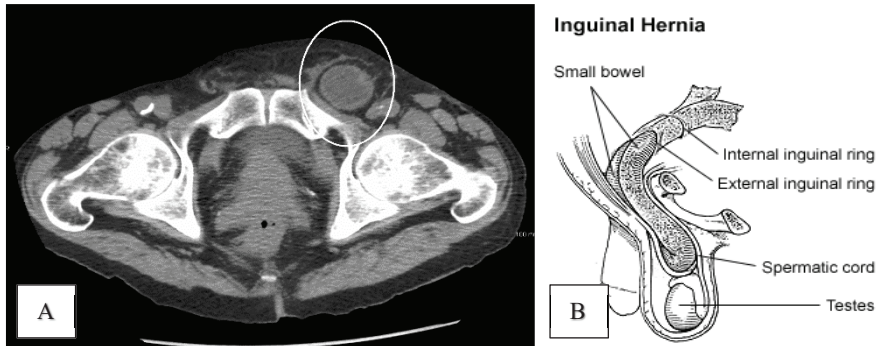 Inguinal Hernia
Small bowel
Internal inguinal ring
External inguinal ring
Spermatic cord
Testes
A
B